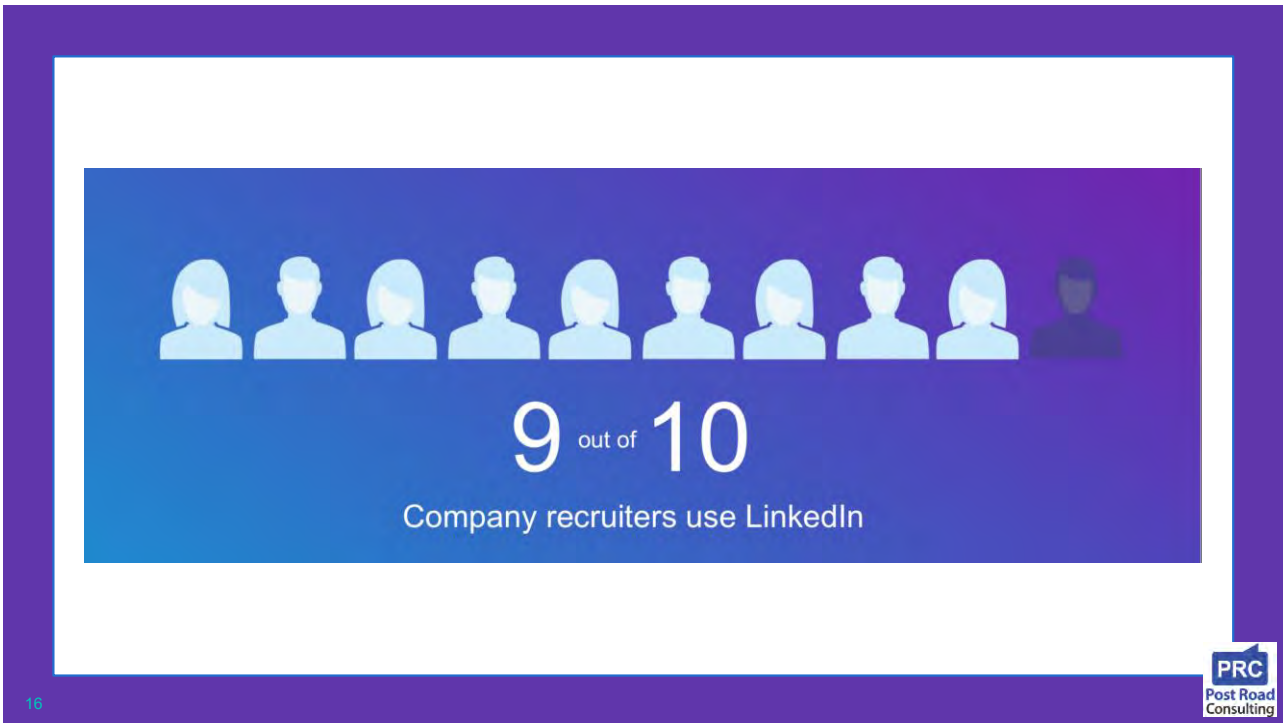 9 out of 10
Company recruiters use LinkedIn
16
PRC
Post Road
Consulting